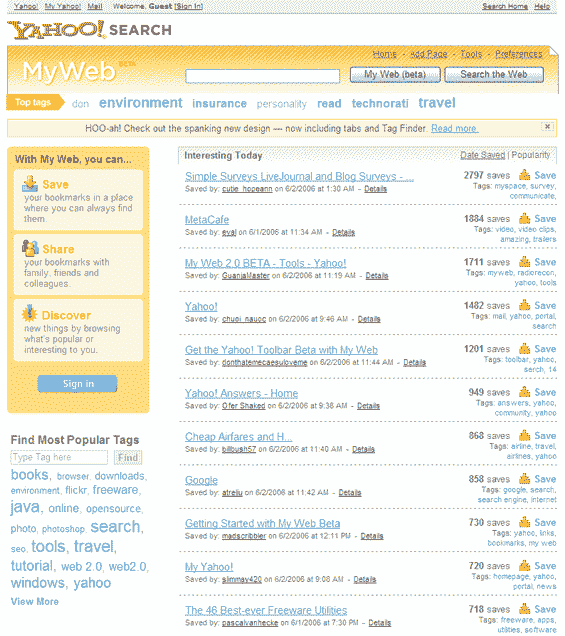 Yahoo! My Yahoo! Mail Welcome, Guest [Sign In] Search Home Help
YAHOO! SEARCH
Home - Add Page - Tools - Preferences
MyWeb BETA
My Web (beta) Search the Web
Top tags don environment insurance personality read technorati travel
HOO-ah! Check out the spanking new design — now including tabs and Tag Finder. Read more.
With My Web, you can...
Save
your bookmarks in a place
where you can always find
them.
Share
your bookmarks with
family, friends and
colleagues.
Discover
new things by browsing
what's popular or
interesting to you.
Sign in
Find Most Popular Tags
Type Tag here Find
books, browser, downloads,
environment, flickr, freeware,
java, online, opensource,
photo, photoshop, search,
seo, tools, travel,
tutorial, web 2.0, web2.0,
windows, yahoo
View More
Interesting Today Date Saved | Popularity
Simple Surveys LiveJournal and Blog Surveys - ... 2797 saves Save
Saved by: cutie_hopeann on 6/2/2006 at 1:30 AM - Details Tags: myspace, survey,
communicate,
MetaCafe 1884 saves Save
Saved by: eyal on 6/1/2006 at 11:34 AM - Details Tags: video, video clips,
amazing, trailers
My Web 2.0 BETA - Tools - Yahoo! 1711 saves Save
Saved by: GuanjaMaster on 6/2/2006 at 11:19 AM - Details Tags: myweb, radiorecon,
yahoo, tools
Yahoo! 1482 saves Save
Saved by: chuoi_nauoc on 6/2/2006 at 9:46 AM - Details Tags: mail, yahoo, portal,
search
Get the Yahoo! Toolbar Beta with My Web 1201 saves Save
Saved by: donthatemecaesuloveme on 6/2/2006 at 11:44 AM - Details Tags: toolbar, yahoo,
serch, 14
Yahoo! Answers - Home 949 saves Save
Saved by: Ofer Shaked on 6/2/2006 at 9:38 AM - Details Tags: answers, yahoo,
community, yahoo
Cheap Airfares and H... 868 saves Save
Saved by: billbush57 on 6/2/2006 at 11:40 AM - Details Tags: airline, travel,
airlines, yahoo
Google 858 saves Save
Saved by: atreliu on 6/2/2006 at 11:42 AM - Details Tags: google, search,
search engine, internet
Getting Started with My Web Beta 730 saves Save
Saved by: madscribbler on 6/2/2006 at 12:11 PM - Details Tags: yahoo, links,
bookmarks, my web
My Yahoo! 720 saves Save
Saved by: slimmay420 on 6/2/2006 at 9:08 AM - Details Tags: homepage, yahoo,
portal, news
The 46 Best-ever Freeware Utilities 718 saves Save
Saved by: pascalvanhecke on 6/1/2006 at 7:30 PM - Details Tags: freeware, apps,
utilities, software